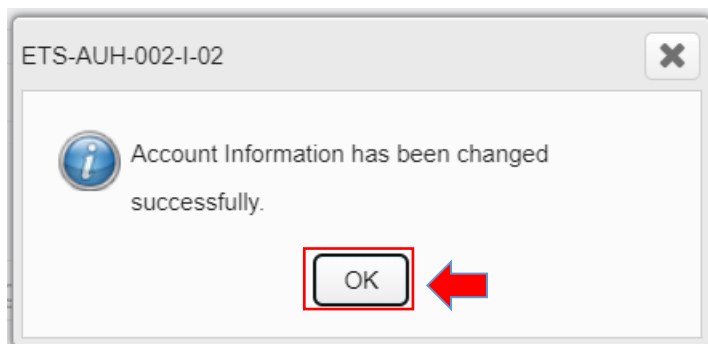 ETS-AUH-002-I-02
Account Information has been changed
successfully.
OK